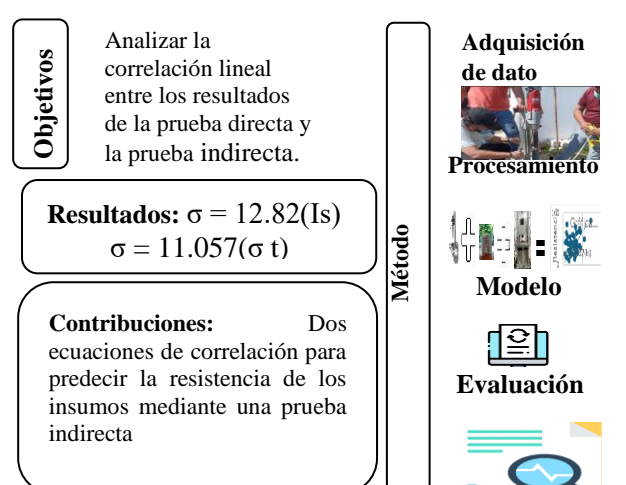 Objetivos
Analizar la
correlación lineal
entre los resultados
de la prueba directa y
la prueba indirecta.
Resultados: σ = 12.82(Is)
σ = 11.057(σ t)
Contribuciones: Dos
ecuaciones de correlación para
predecir la resistencia de los
insumos mediante una prueba
indirecta
Método
Adquisición
de dato
Procesamiento
Modelo
Evaluación